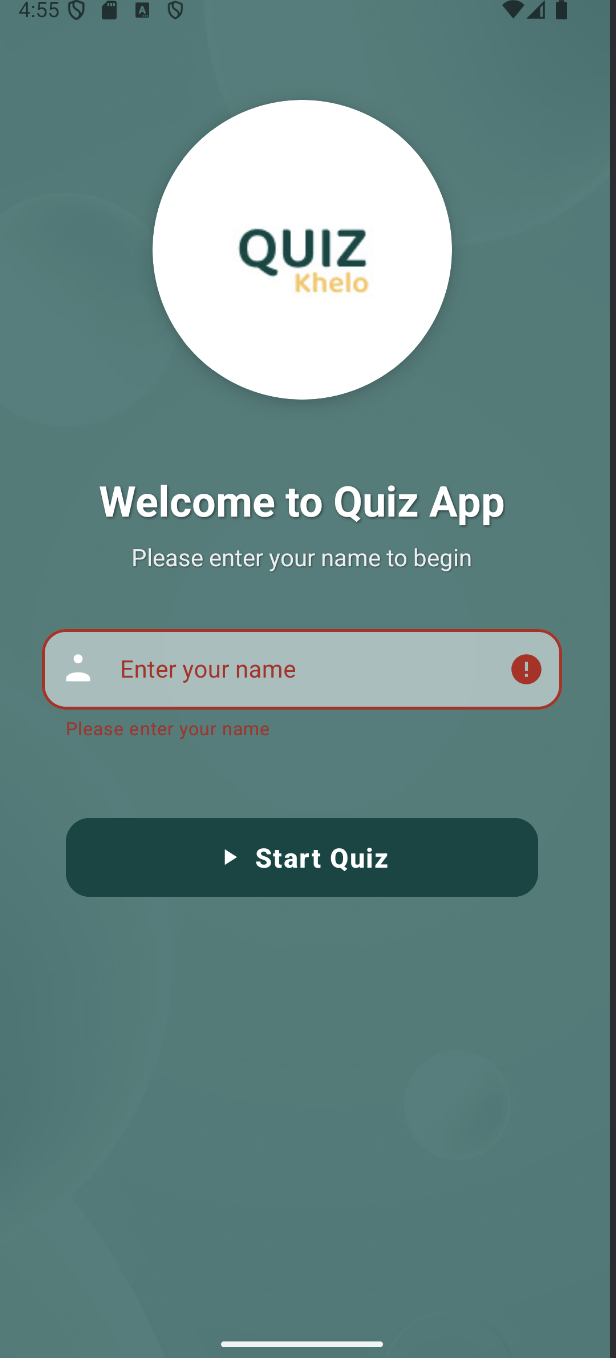 4:55
QUIZ
Khelo
Welcome to Quiz App
Please enter your name to begin
Enter your name
Please enter your name
Start Quiz